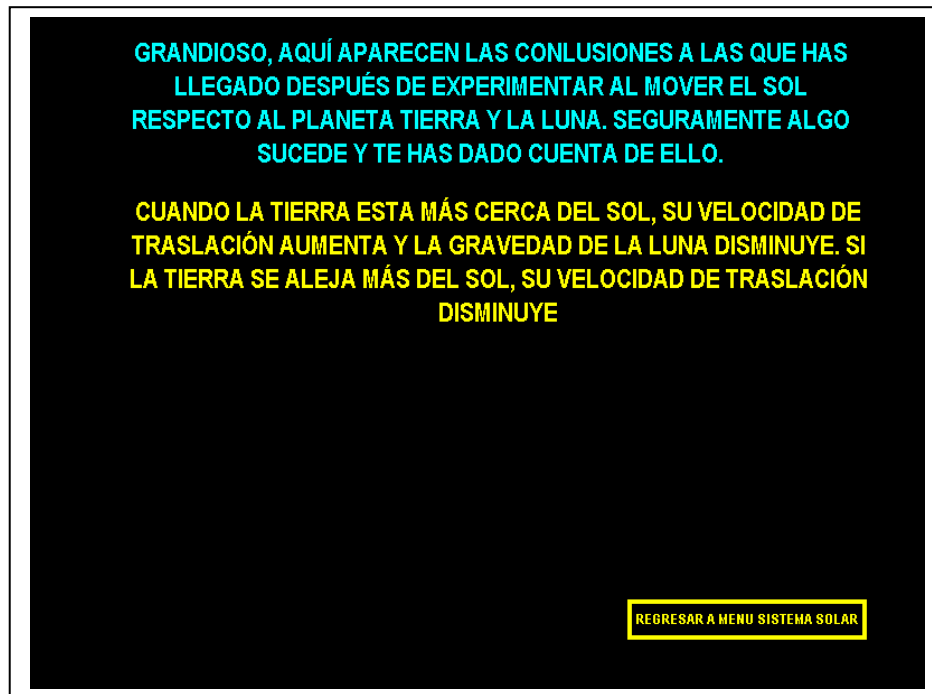 GRANDIOSO, AQUÍ APARECEN LAS CONLUSIONES A LAS QUE HAS
LLEGADO DESPUÉS DE EXPERIMENTAR AL MOVER EL SOL
RESPECTO AL PLANETA TIERRA Y LA LUNA. SEGURAMENTE ALGO
SUCEDE Y TE HAS DADO CUENTA DE ELLO.
CUANDO LA TIERRA ESTA MÁS CERCA DEL SOL, SU VELOCIDAD DE
TRASLACIÓN AUMENTA Y LA GRAVEDAD DE LA LUNA DISMINUYE. SI
LA TIERRA SE ALEJA MÁS DEL SOL, SU VELOCIDAD DE TRASLACIÓN
DISMINUYE
REGRESAR A MENU SISTEMA SOLAR